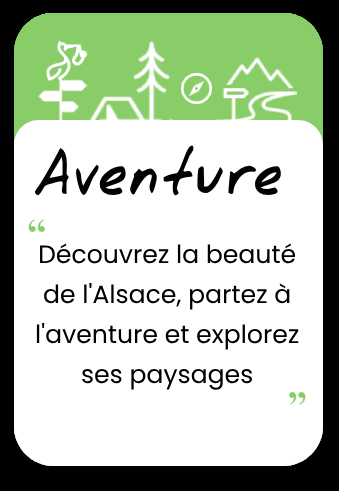 Aventure
“
Découvrez la beauté
de l'Alsace, partez à
l'aventure et explorez
ses paysages
”